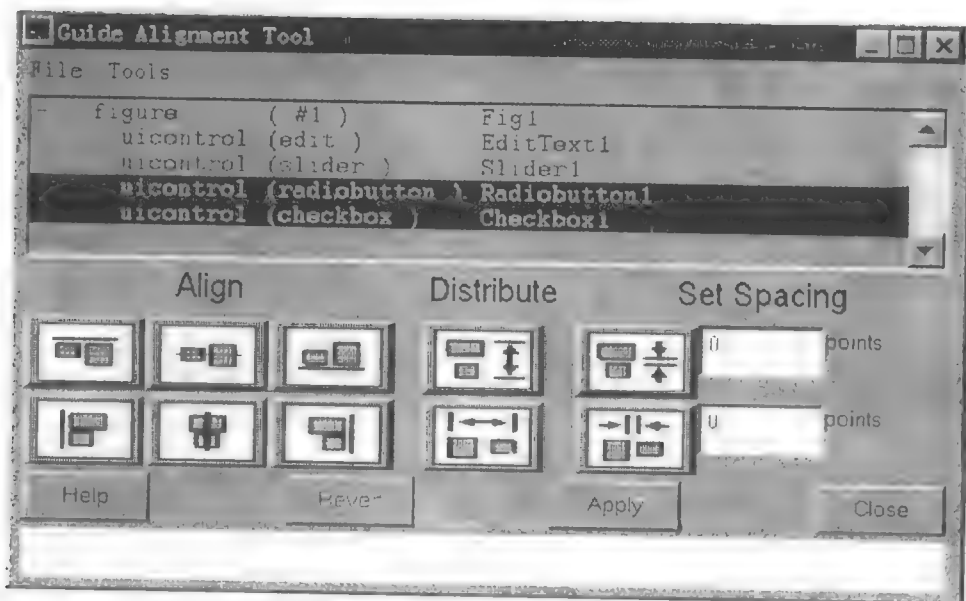 Guide Alignment Tool
File Tools
- figure ( #1 ) Fig1
uicontrol (edit ) EditText1
uicontrol (slider ) Slider1
uicontrol (radiobutton ) Radiobutton1
uicontrol (checkbox ) Checkbox1
Align Distribute Set Spacing
0 points
0 points
Help Rever Apply Close